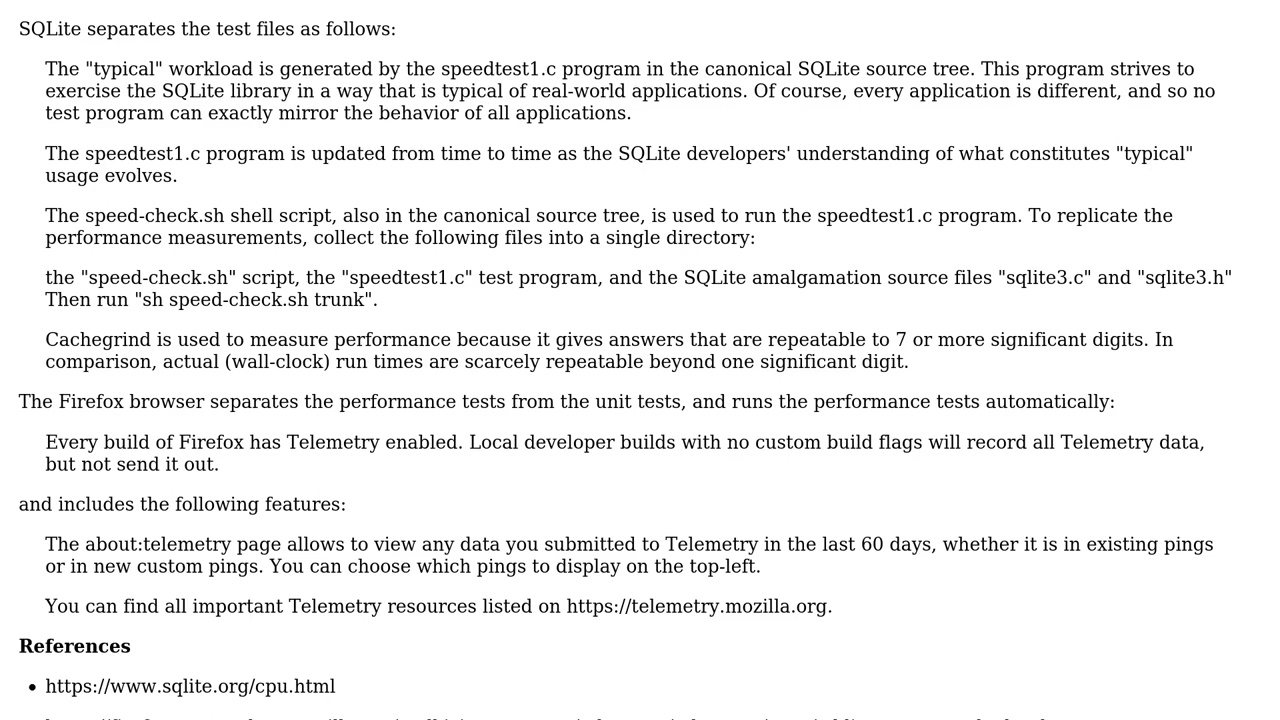 SQLite separates the test files as follows:
The "typical" workload is generated by the speedtest1.c program in the canonical SQLite source tree. This program strives to
exercise the SQLite library in a way that is typical of real-world applications. Of course, every application is different, and so no
test program can exactly mirror the behavior of all applications.
The speedtest1.c program is updated from time to time as the SQLite developers' understanding of what constitutes "typical"
usage evolves.
The speed-check.sh shell script, also in the canonical source tree, is used to run the speedtest1.c program. To replicate the
performance measurements, collect the following files into a single directory:
the "speed-check.sh" script, the "speedtest1.c" test program, and the SQLite amalgamation source files "sqlite3.c" and "sqlite3.h"
Then run "sh speed-check.sh trunk".
Cachegrind is used to measure performance because it gives answers that are repeatable to 7 or more significant digits. In
comparison, actual (wall-clock) run times are scarcely repeatable beyond one significant digit.
The Firefox browser separates the performance tests from the unit tests, and runs the performance tests automatically:
Every build of Firefox has Telemetry enabled. Local developer builds with no custom build flags will record all Telemetry data,
but not send it out.
and includes the following features:
The about:telemetry page allows to view any data you submitted to Telemetry in the last 60 days, whether it is in existing pings
or in new custom pings. You can choose which pings to display on the top-left.
You can find all important Telemetry resources listed on https://telemetry.mozilla.org.
References
• https://www.sqlite.org/cpu.html